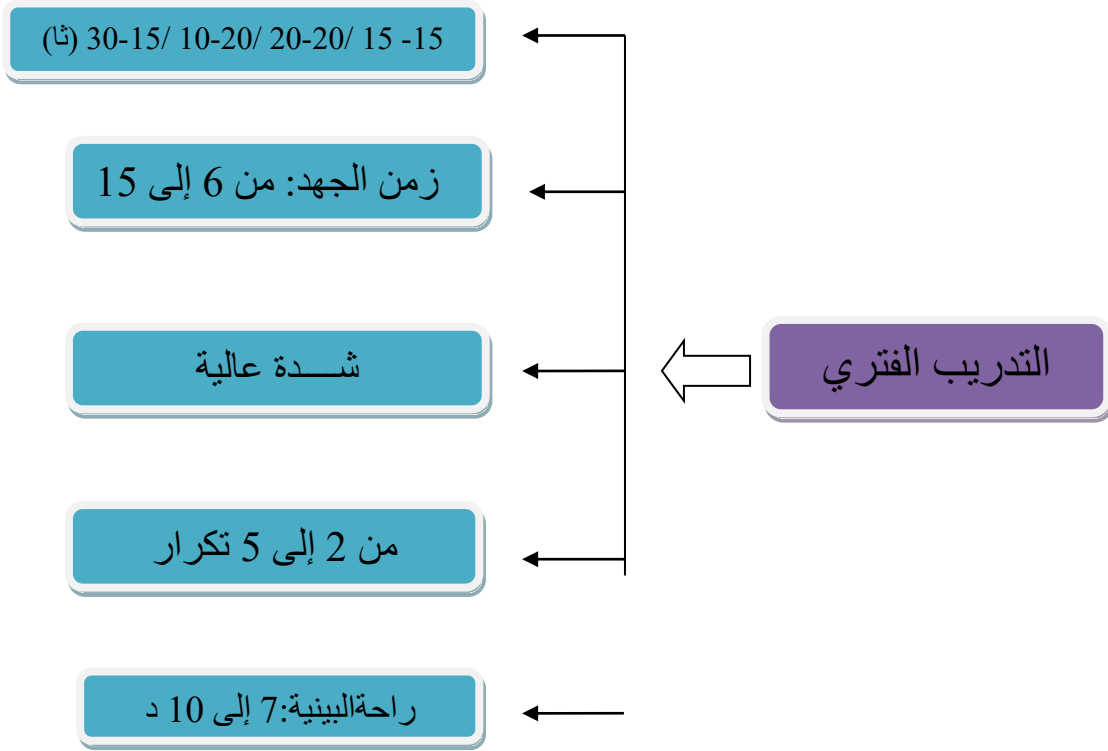 15- 15 /20-20 /10-20 /30-15 (ثا)
زمن الجهد: من 6 إلى 15
شـــدة عالية
التدريب الفتري
من 2 إلى 5 تكرار
راحةالبينية:7 إلى 10 د